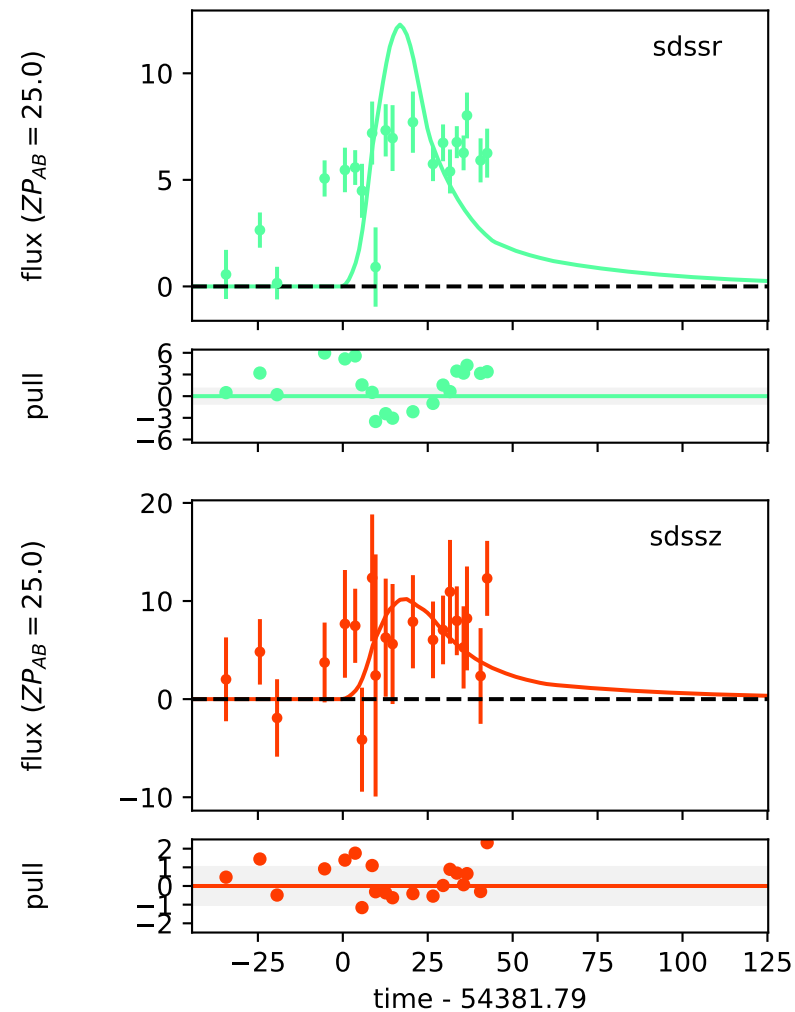 sdssr
flux (ZP_AB = 25.0)
10
5
0
pull
6
3
0
−3
−6
sdssz
flux (ZP_AB = 25.0)
20
10
0
−10
pull
2
1
0
−1
−2
−25 0 25 50 75 100 125
time - 54381.79